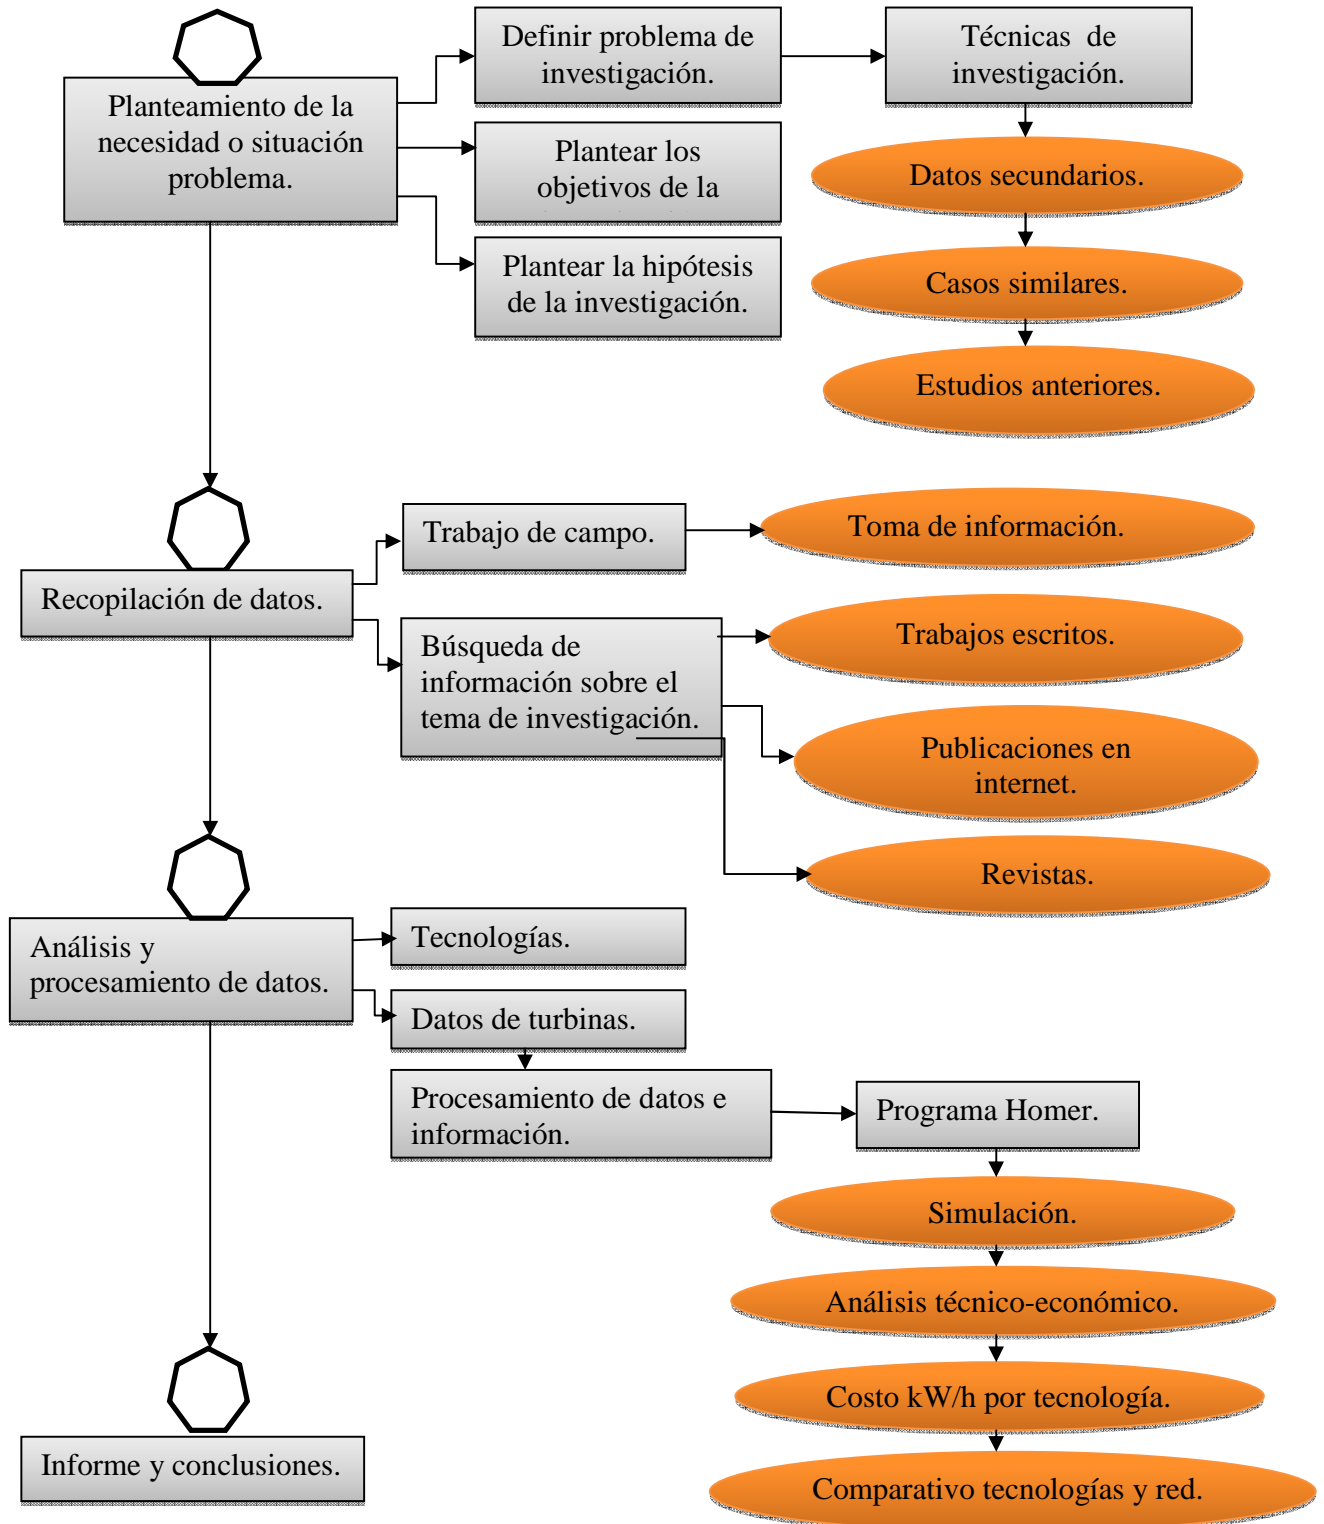 Planteamiento de la
necesidad o situación
problema.
Definir problema de
investigación.
Técnicas de
investigación.
Plantear los
objetivos de la
Plantear la hipótesis
de la investigación.
Datos secundarios.
Casos similares.
Estudios anteriores.
Recopilación de datos.
Trabajo de campo.
Toma de información.
Búsqueda de
información sobre el
tema de investigación.
Trabajos escritos.
Publicaciones en
internet.
Revistas.
Análisis y
procesamiento de datos.
Tecnologías.
Datos de turbinas.
Procesamiento de datos e
información.
Programa Homer.
Simulación.
Análisis técnico-económico.
Costo kW/h por tecnología.
Comparativo tecnologías y red.
Informe y conclusiones.